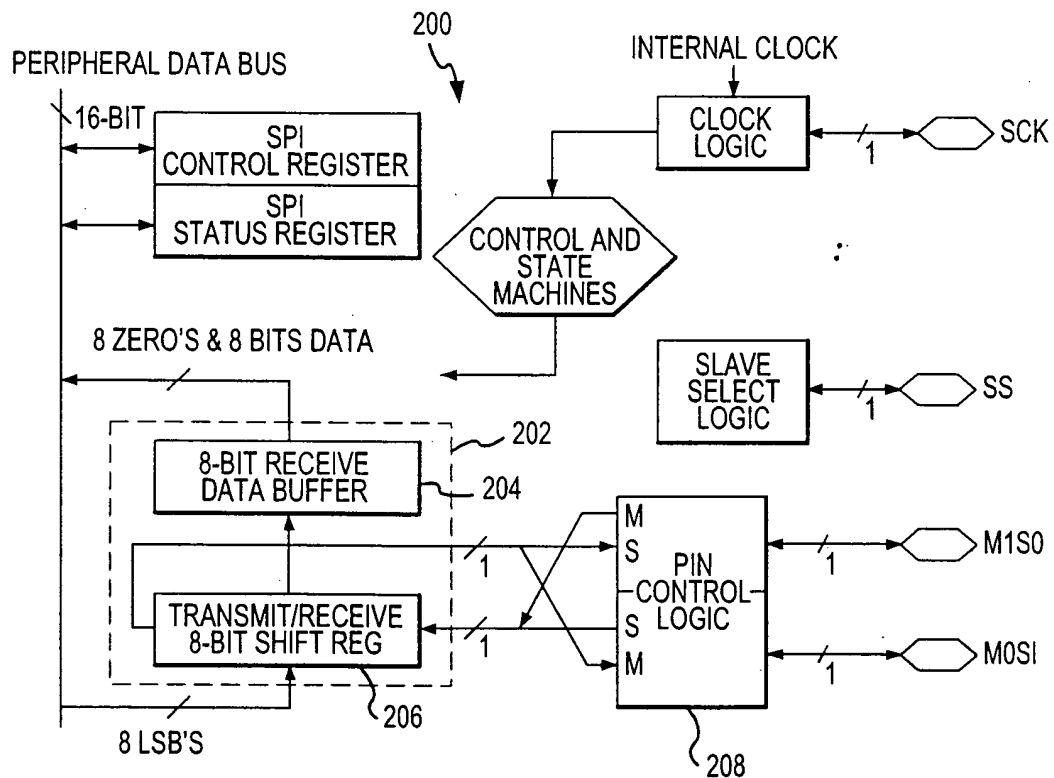 200
INTERNAL CLOCK
PERIPHERAL DATA BUS
16-BIT
SPI
CONTROL REGISTER
SPI
STATUS REGISTER
CLOCK
LOGIC
1
SCK
CONTROL AND
STATE
MACHINES
8 ZERO'S & 8 BITS DATA
SLAVE
SELECT
LOGIC
1
SS
202
8-BIT RECEIVE
DATA BUFFER
204
M
S
1
PIN
CONTROL
LOGIC
S
M
1
M1S0
TRANSMIT/RECEIVE
8-BIT SHIFT REG
1
1
M0SI
206
8 LSB'S
208